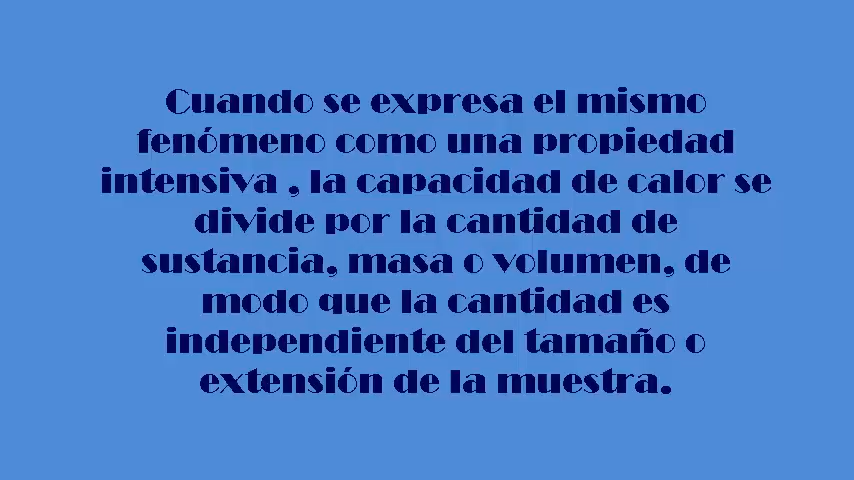 Cuando se expresa el mismo
fenómeno como una propiedad
intensiva , la capacidad de calor se
divide por la cantidad de
sustancia, masa o volumen, de
modo que la cantidad es
independiente del tamaño o
extensión de la muestra.